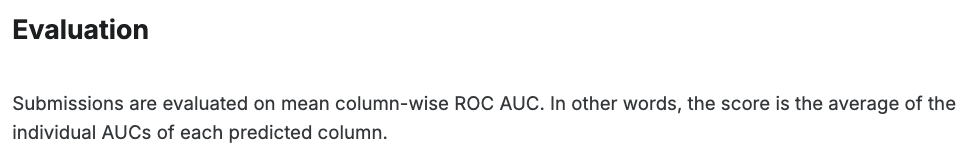 Evaluation
Submissions are evaluated on mean column-wise ROC AUC. In other words, the score is the average of the
individual AUCs of each predicted column.